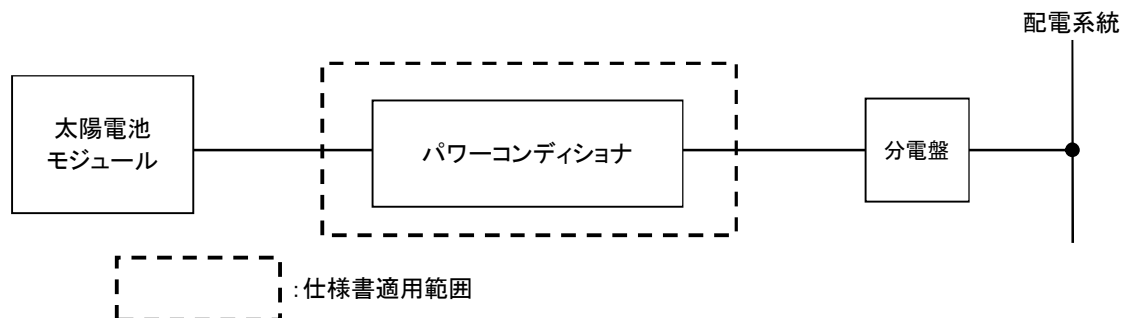 配電系統
太陽電池
モジュール
パワーコンディショナ
分電盤
:仕様書適用範囲